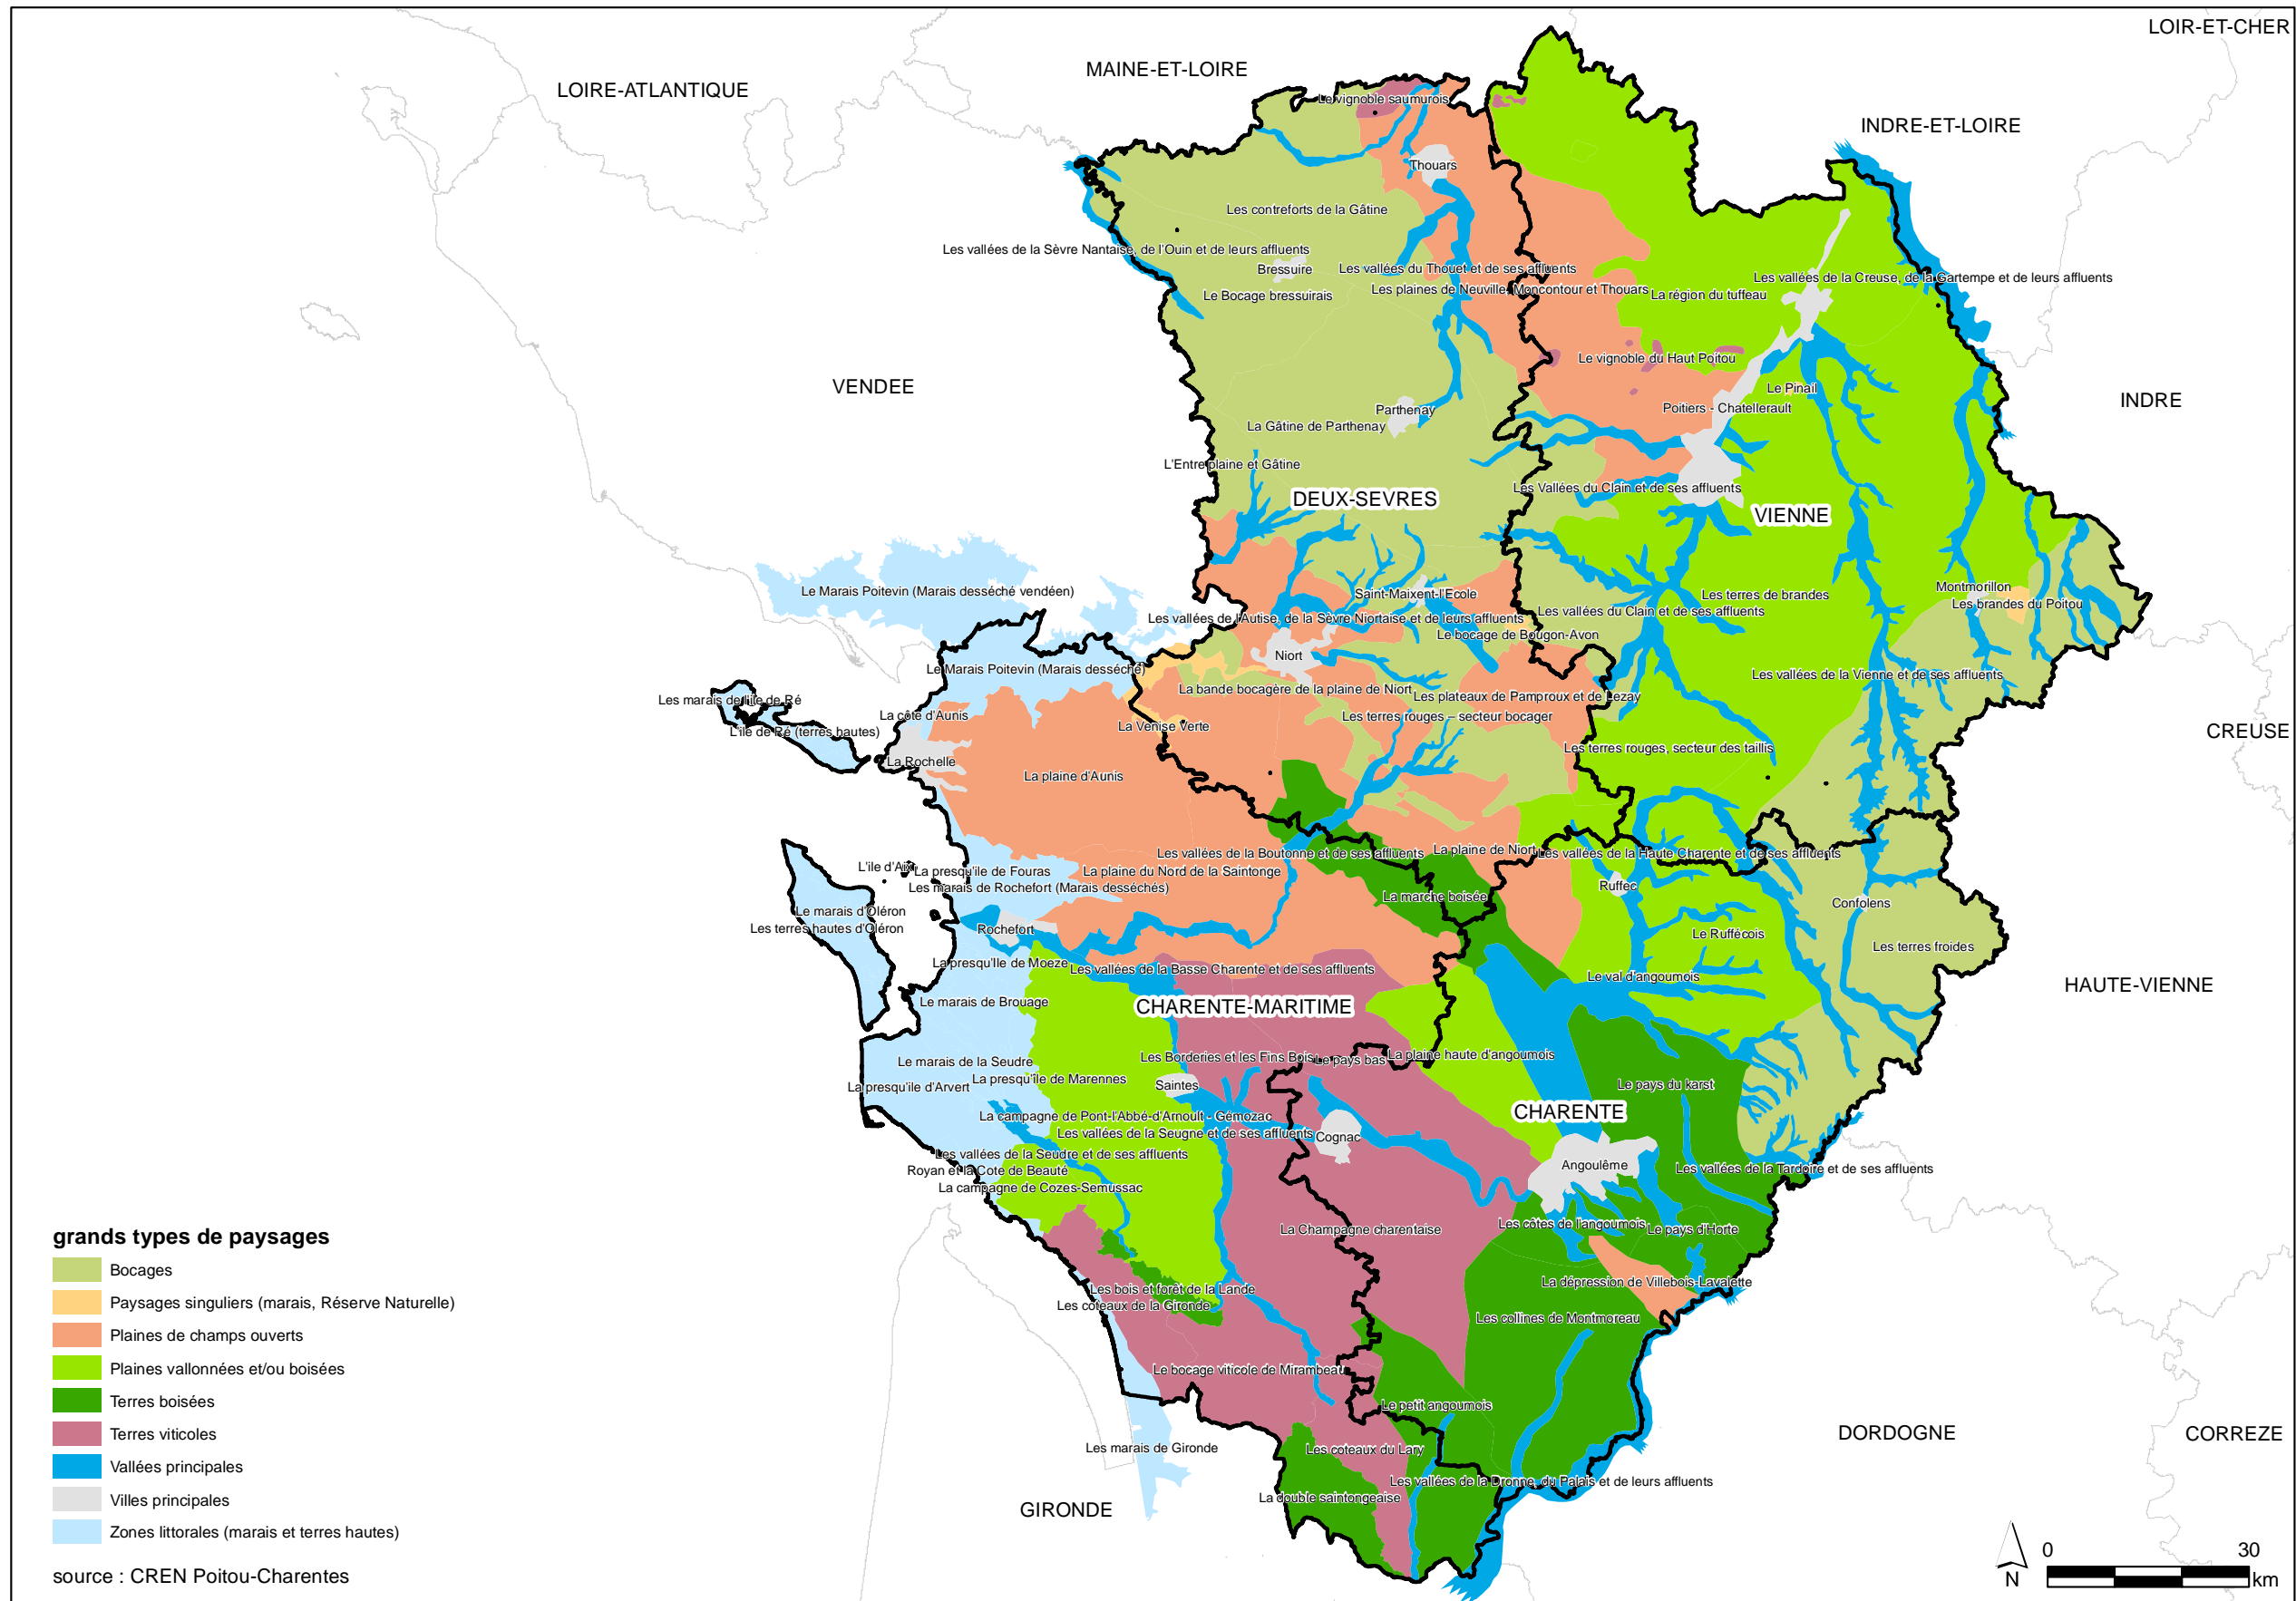 LOIR-ET-CHER
MAINE-ET-LOIRE
LOIRE-ATLANTIQUE
Le vignoble saumurois
INDRE-ET-LOIRE
Thouars
Les contreforts de la Gâtine
Les vallées de la Sèvre Nantaise, de l'Ouin et de leurs affluents
Bressuire
Les vallées du Thouet et de ses affluents
Les vallées de la Creuse, de la Gartempe et de leurs affluents
Le Bocage bressuirais
Les plaines de Neuville, Moncontour et Thouars
La région du tuffeau
Le vignoble du Haut Poitou
VENDEE
Le Pinail
INDRE
Parthenay
Poitiers - Chatellerault
La Gâtine de Parthenay
L'Entre plaine et Gâtine
Les Vallées du Clain et de ses affluents
DEUX-SEVRES
VIENNE
Le Marais Poitevin (Marais desséché vendéen)
Saint-Maixent-l'Ecole
Les terres de brandes
Montmorillon
Les brandes du Poitou
Les vallées de l'Autise, de la Sèvre Niortaise et de leurs affluents
Les vallées du Clain et de ses affluents
Le bocage de Bougon-Avon
Niort
Le Marais Poitevin (Marais desséché)
Les vallées de la Vienne et de ses affluents
La bande bocagère de la plaine de Niort
Les plateaux de Pamproux et de Lezay
Les marais de l'île de Ré
La côte d'Aunis
Les terres rouges – secteur bocager
La Venise Verte
L'île de Ré (terres hautes)
CREUSE
Les terres rouges, secteur des taillis
La Rochelle
La plaine d'Aunis
Les vallées de la Boutonne et de ses affluents
La plaine de Niort
Les vallées de la Haute Charente et de ses affluents
L'ile d'Aix
La presqu'ile de Fouras
La plaine du Nord de la Saintonge
Les marais de Rochefort (Marais desséchés)
Ruffec
La marche boisée
Confolens
Le marais d'Oléron
Les terres hautes d'Oléron
Rochefort
Le Ruffécois
Les terres froides
La presqu'Ile de Moeze
Les vallées de la Basse Charente et de ses affluents
Le val d'angoumois
HAUTE-VIENNE
Le marais de Brouage
CHARENTE-MARITIME
Les Borderies et les Fins Bois
Le pays bas
La plaine haute d'angoumois
Le marais de la Seudre
La presqu'ile d'Arvert
La presqu'île de Marennes
Saintes
Le pays du karst
CHARENTE
La campagne de Pont-l'Abbé-d'Arnoult - Gémozac
Les vallées de la Seugne et de ses affluents
Cognac
Les vallées de la Seudre et de ses affluents
Royan et la Cote de Beauté
Angoulême
Les vallées de la Tardoire et de ses affluents
La campagne de Cozes-Semussac
La Champagne charentaise
Les côtes de l'angoumois
Le pays d'Horte
La dépression de Villebois-Lavalette
Les bois et forêt de la Lande
Les coteaux de la Gironde
Les collines de Montmoreau
Le bocage viticole de Mirambeau
Le petit angoumois
Les marais de Gironde
Les coteaux du Lary
DORDOGNE
CORREZE
Les vallées de la Dronne, du Palais et de leurs affluents
La double saintongeaise
GIRONDE
grands types de paysages
Bocages
Paysages singuliers (marais, Réserve Naturelle)
Plaines de champs ouverts
Plaines vallonnées et/ou boisées
Terres boisées
Terres viticoles
Vallées principales
Villes principales
Zones littorales (marais et terres hautes)
source : CREN Poitou-Charentes
N
0 30
km